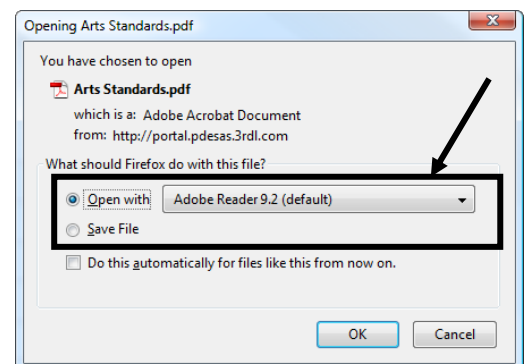 Opening Arts Standards.pdf
You have chosen to open
Arts Standards.pdf
which is a: Adobe Acrobat Document
from: http://portal.pdesas.3rdl.com
What should Firefox do with this file?
Open with Adobe Reader 9.2 (default)
Save File
Do this automatically for files like this from now on.
OK Cancel